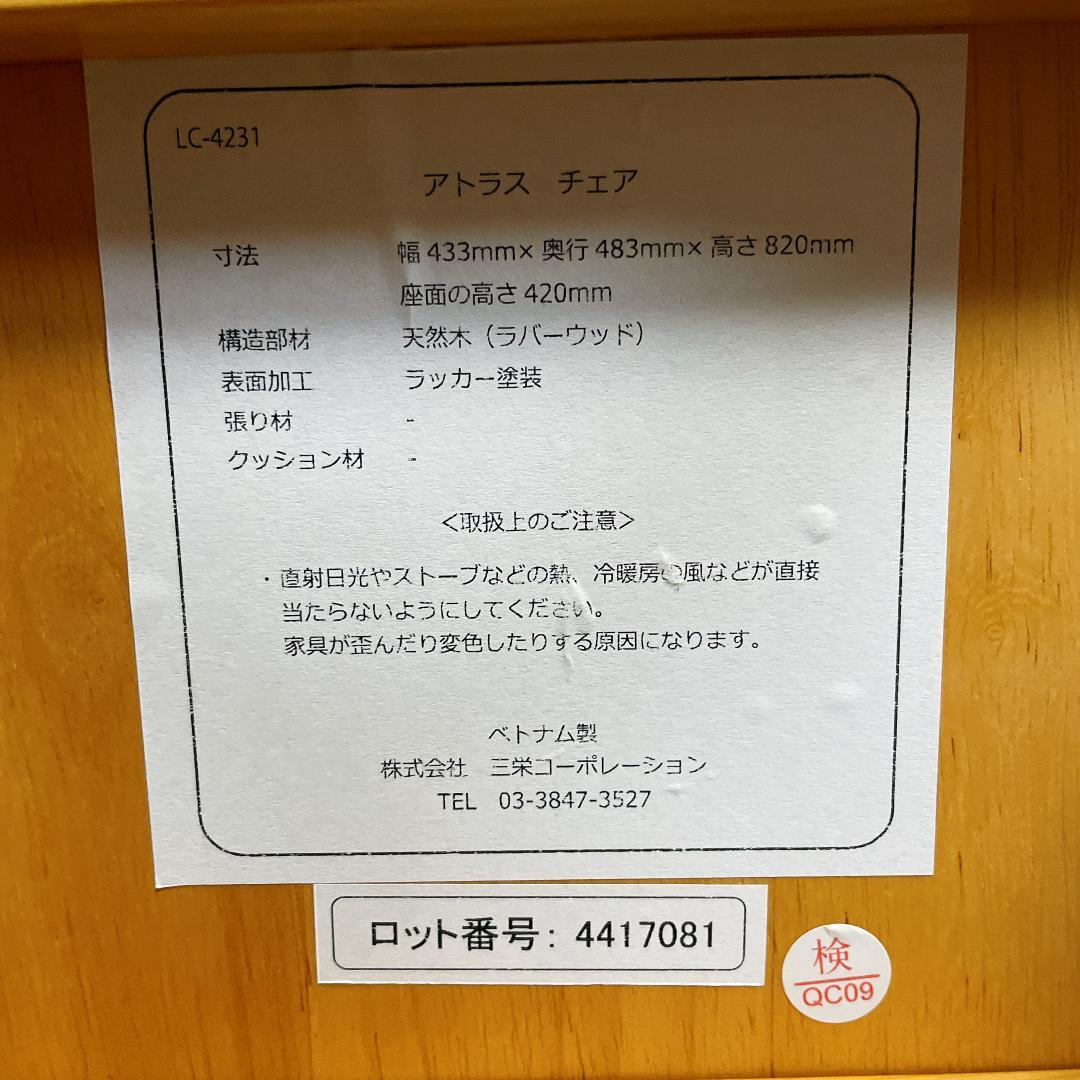 LC-4231
アトラス　チェア
寸法 幅 433mm× 奥行 483mm× 高さ 820mm
座面の高さ 420mm
構造部材 天然木（ラバーウッド）
表面加工 ラッカー塗装
張り材 -
クッション材 -
＜取扱上のご注意＞
・直射日光やストーブなどの熱、冷暖房の風などが直接
当たらないようにしてください。
家具が歪んだり変色したりする原因になります。
ベトナム製
株式会社　三栄コーポレーション
TEL　03-3847-3527
ロット番号：4417081
検
QC09